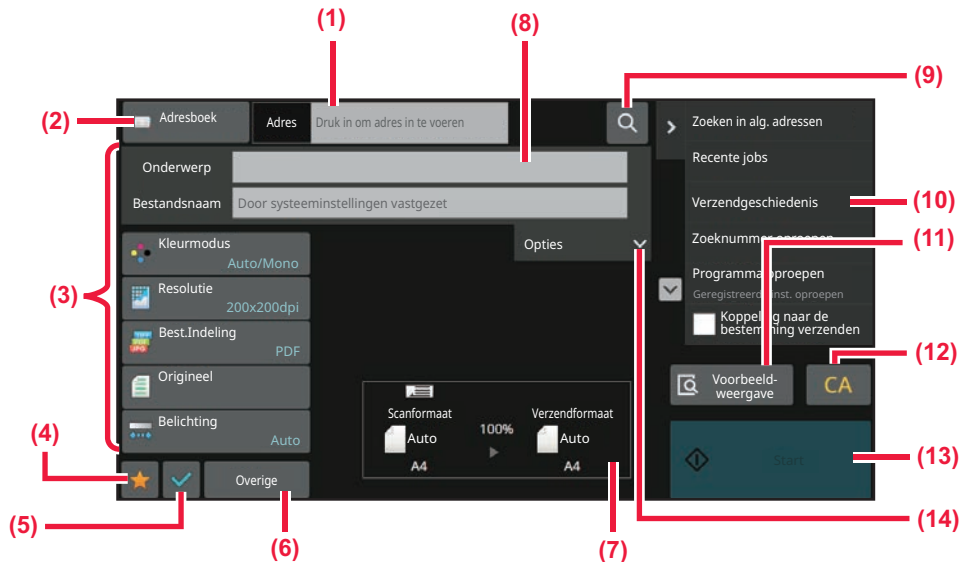 (1)
(8)
(9)
(2)
Adresboek
Adres
Druk in om adres in te voeren
Zoeken in alg. adressen
Recente jobs
Onderwerp
Bestandsnaam
Door systeeminstellingen vastgezet
Verzendgeschiedenis
(10)
Opties
Zoeknummer oproepen
(11)
(3)
Kleurmodus
Auto/Mono
Resolutie
200x200dpi
Best.Indeling
PDF
Origineel
Belichting
Auto
Programma oproepen
Geregistreerde inst. oproepen
Koppeling naar de
bestemming verzenden
(12)
Voorbeeld-
weergave
CA
Scanformaat
Auto
A4
100%
Verzendformaat
Auto
A4
(4)
Start
(13)
Overige
(5)
(6)
(7)
(14)